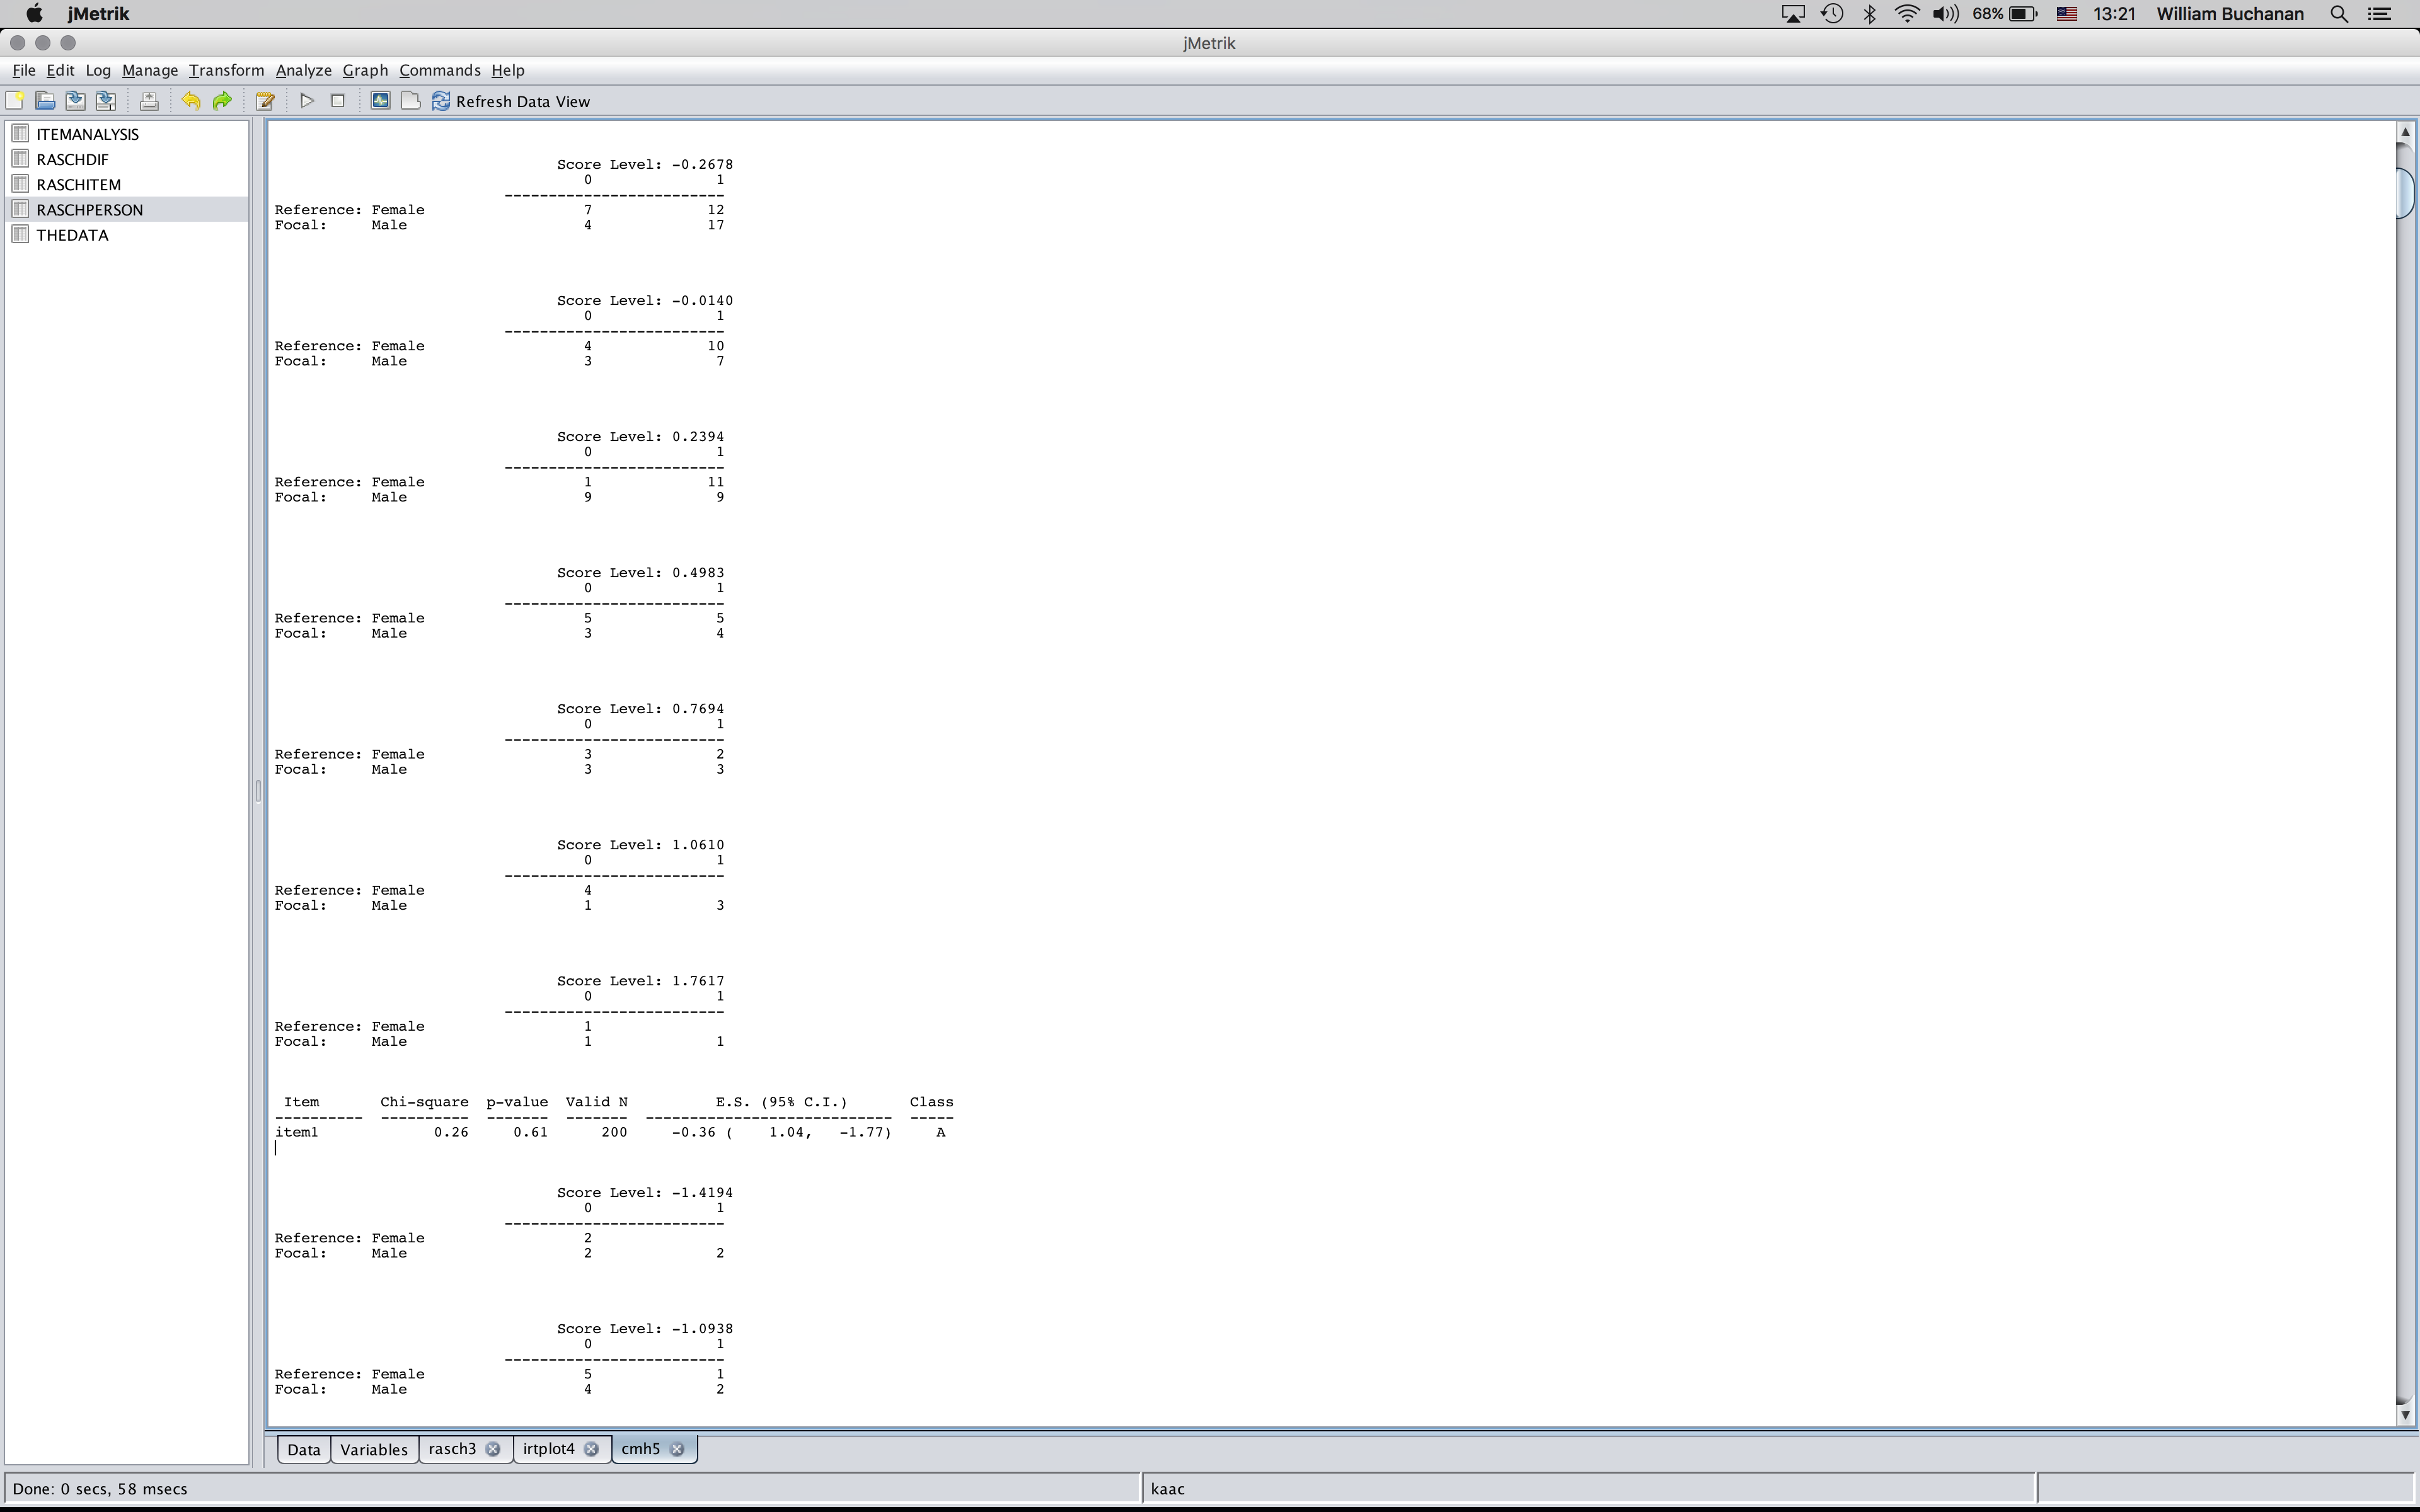 jMetrik 68% 13:21 William Buchanan
jMetrik
File Edit Log Manage Transform Analyze Graph Commands Help
Refresh Data View
ITEMANALYSIS
RASCHDIF
RASCHITEM
RASCHPERSON
THEDATA
Score Level: -0.2678
0 1
-------------------------
Reference: Female 7 12
Focal: Male 4 17
Score Level: -0.0140
0 1
-------------------------
Reference: Female 4 10
Focal: Male 3 7
Score Level: 0.2394
0 1
-------------------------
Reference: Female 1 11
Focal: Male 9 9
Score Level: 0.4983
0 1
-------------------------
Reference: Female 5 5
Focal: Male 3 4
Score Level: 0.7694
0 1
-------------------------
Reference: Female 3 2
Focal: Male 3 3
Score Level: 1.0610
0 1
-------------------------
Reference: Female 4
Focal: Male 1 3
Score Level: 1.7617
0 1
-------------------------
Reference: Female 1
Focal: Male 1 1
Item Chi-square p-value Valid N E.S. (95% C.I.) Class
---------- ---------- ------- ------- ---------------------------- -----
item1 0.26 0.61 200 -0.36 ( 1.04, -1.77) A
Score Level: -1.4194
0 1
-------------------------
Reference: Female 2
Focal: Male 2 2
Score Level: -1.0938
0 1
-------------------------
Reference: Female 5 1
Focal: Male 4 2
Data Variables rasch3 irtplot4 cmh5
Done: 0 secs, 58 msecs kaac